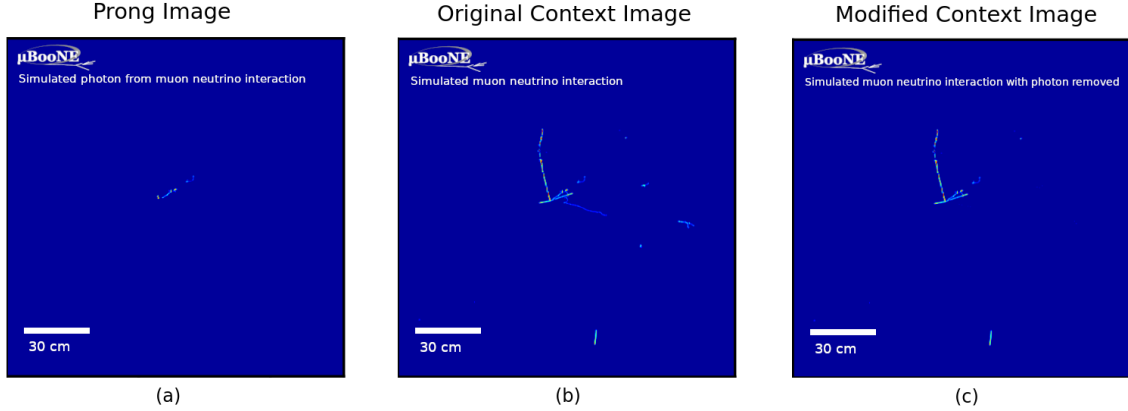 Prong Image
Original Context Image
Modified Context Image
µBooNE
Simulated photon from muon neutrino interaction
30 cm
(a)
µBooNE
Simulated muon neutrino interaction
30 cm
(b)
µBooNE
Simulated muon neutrino interaction with photon removed
30 cm
(c)